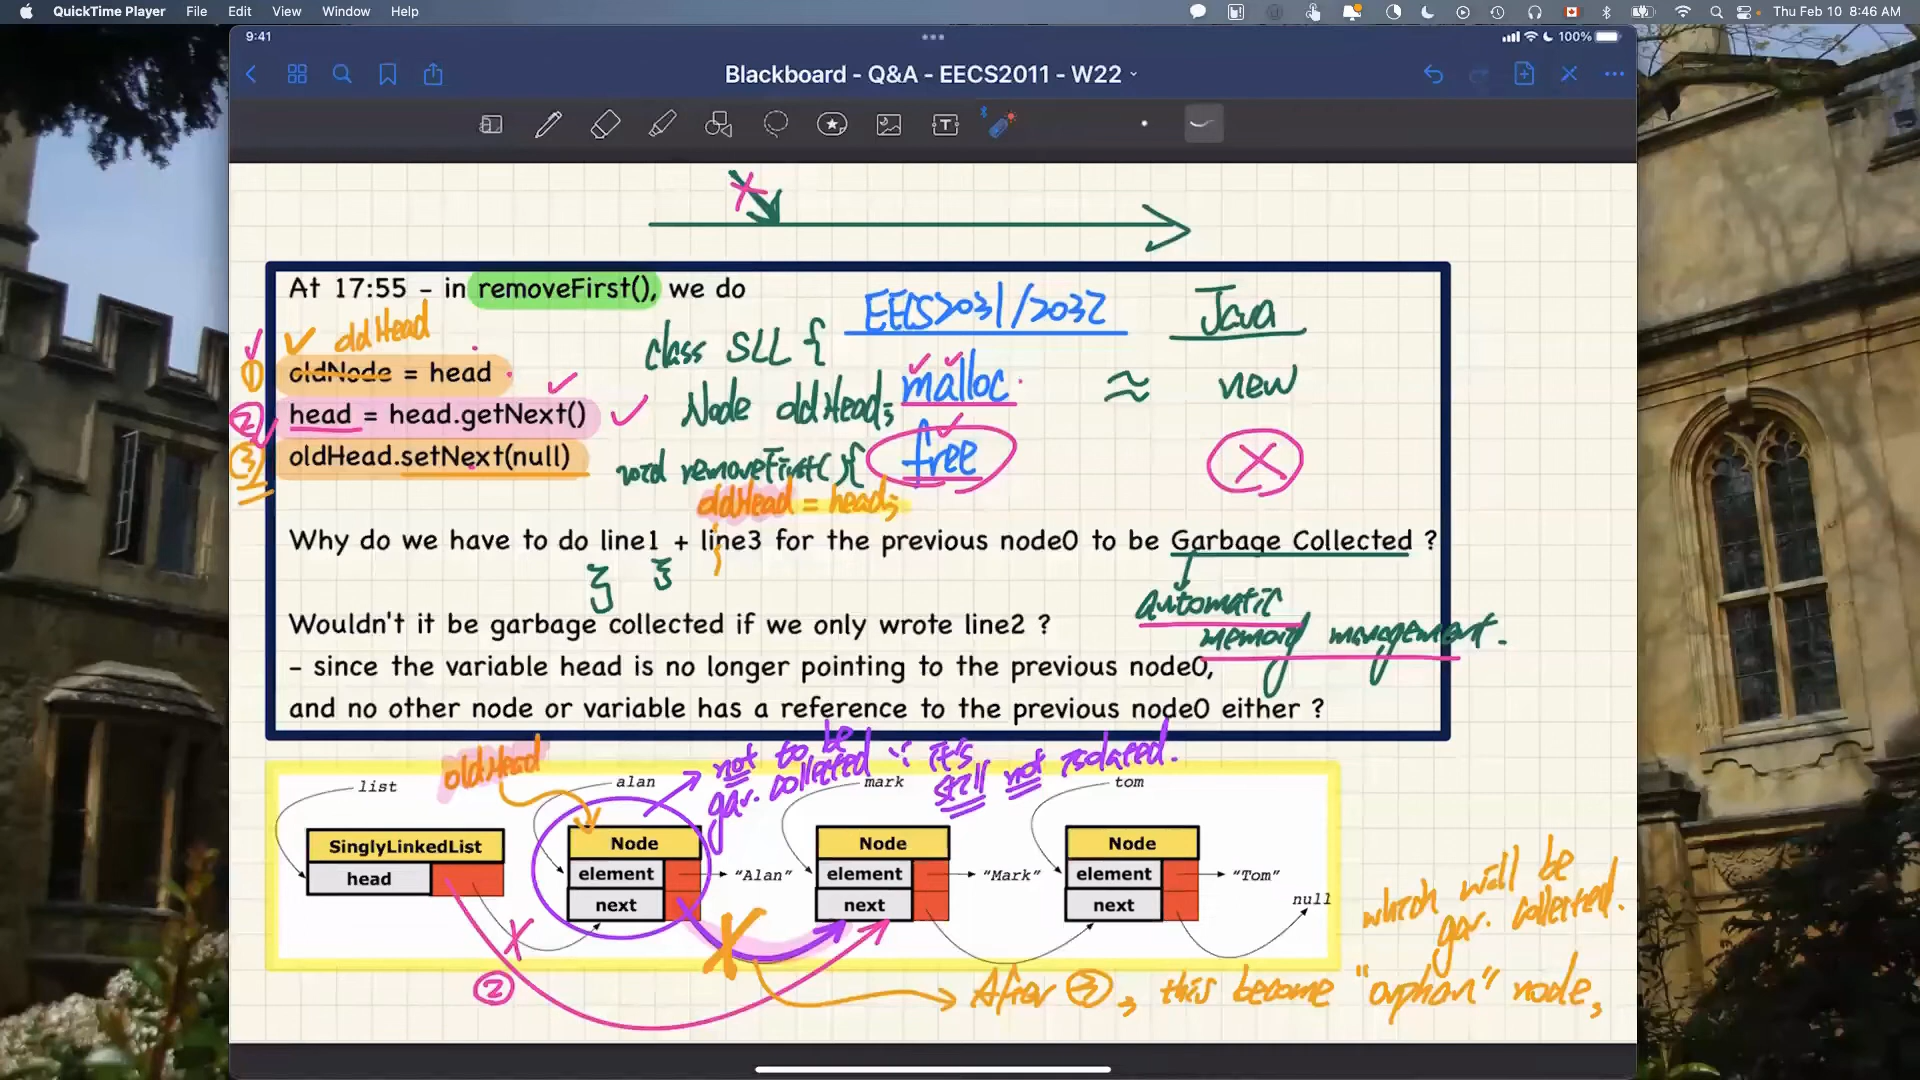 QuickTime Player File Edit View Window Help Thu Feb 10 8:46 AM
9:41 100%
Blackboard - Q&A - EECS2011 - W22
At 17:55 - in removeFirst(), we do
EECS2031/2032 Java
oldHead
class SLL {
① oldNode = head
malloc ≈ new
② head = head.getNext()
Node oldHead;
③ oldHead.setNext(null)
void removeFirst(){
free X
oldHead = head;
Why do we have to do line1 + line3 for the previous node0 to be Garbage Collected ?
} }
automatic
memory management.
Wouldn't it be garbage collected if we only wrote line2 ?
- since the variable head is no longer pointing to the previous node0,
and no other node or variable has a reference to the previous node0 either ?
oldHead
not to be
gar. collected ∵ it's
still not isolated.
list alan mark tom
SinglyLinkedList Node Node Node
head element "Alan" element "Mark" element "Tom"
next next next null
which will be
gar. collected.
②
After ③, this become "orphan" node,